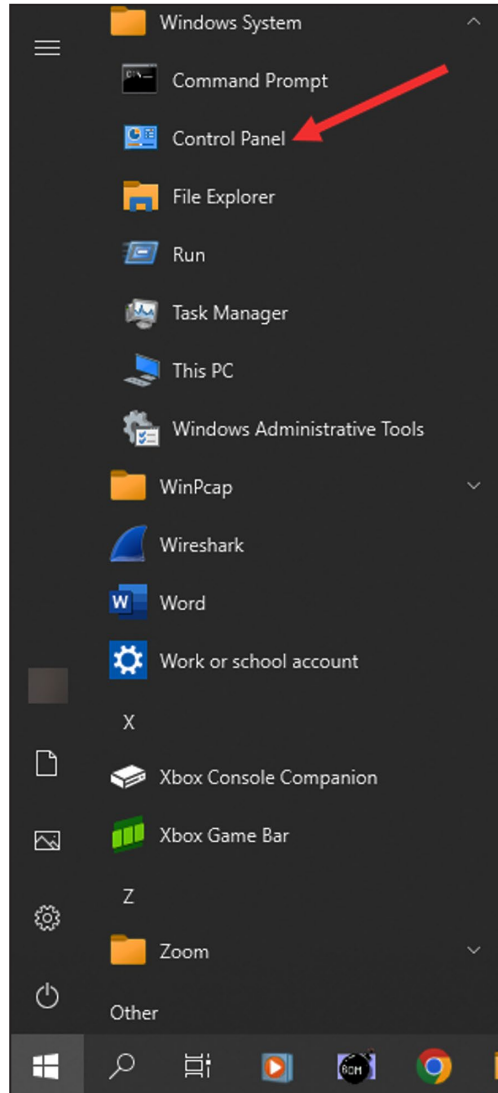 Windows System
Command Prompt
Control Panel
File Explorer
Run
Task Manager
This PC
Windows Administrative Tools
WinPcap
Wireshark
W Word
Work or school account
X
Xbox Console Companion
Xbox Game Bar
Z
Zoom
Other
BOM